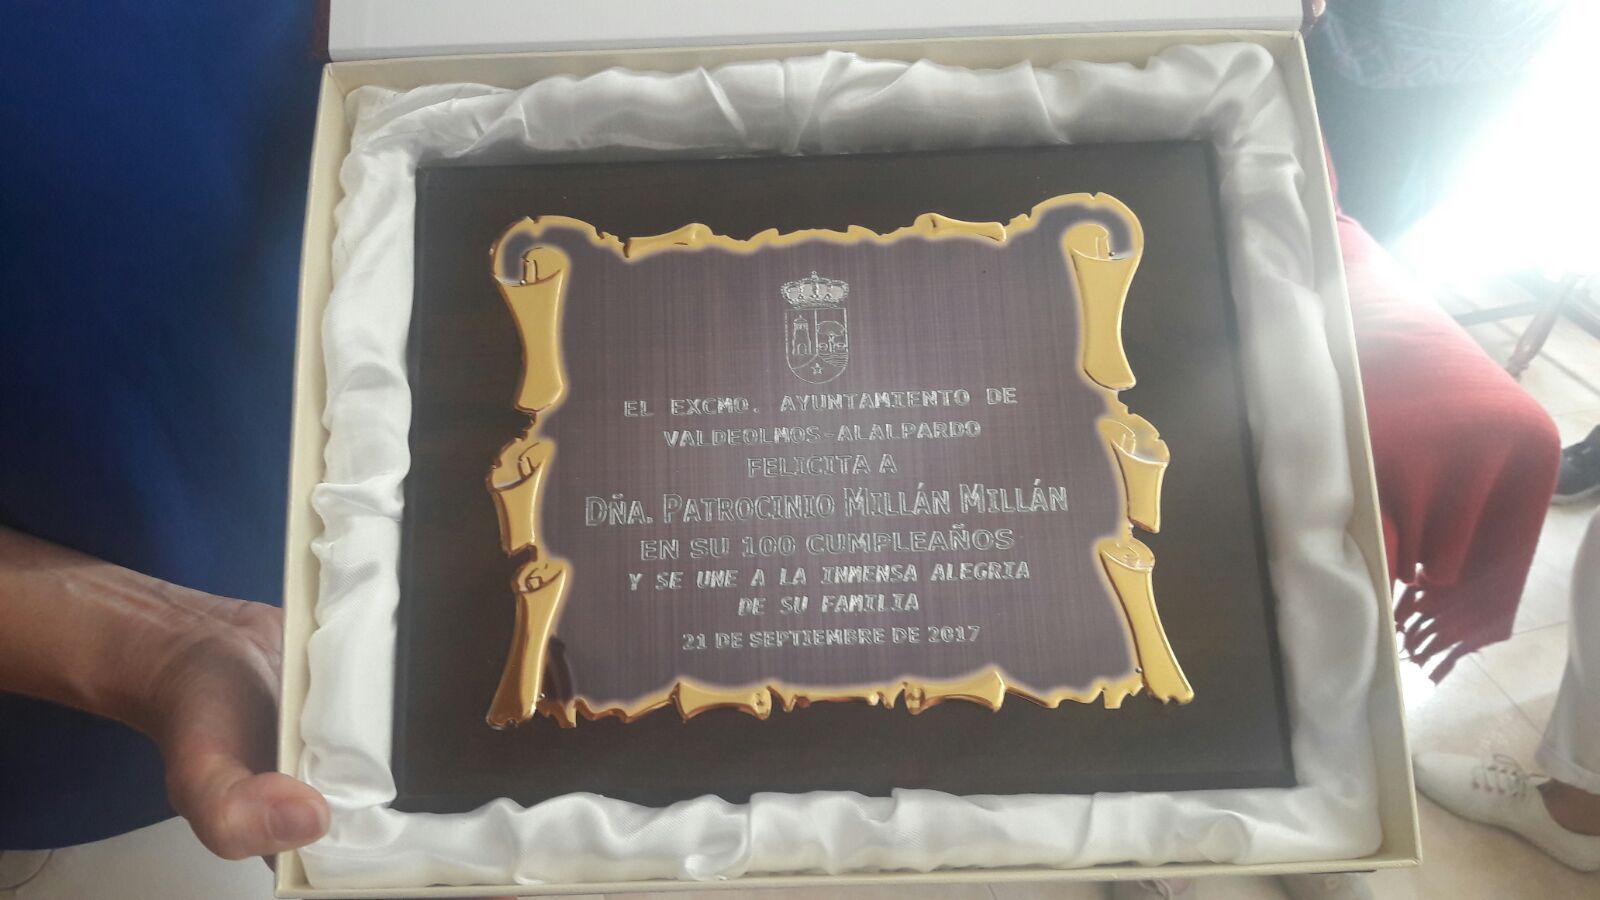 EL EXCMO. AYUNTAMIENTO DE
VALDEOLMOS-ALALPARDO
FELICITA A
DÑA. PATROCINIO MILLÁN MILLÁN
EN SU 100 CUMPLEAÑOS
Y SE UNE A LA INMENSA ALEGRIA
DE SU FAMILIA
21 DE SEPTIEMBRE DE 2017